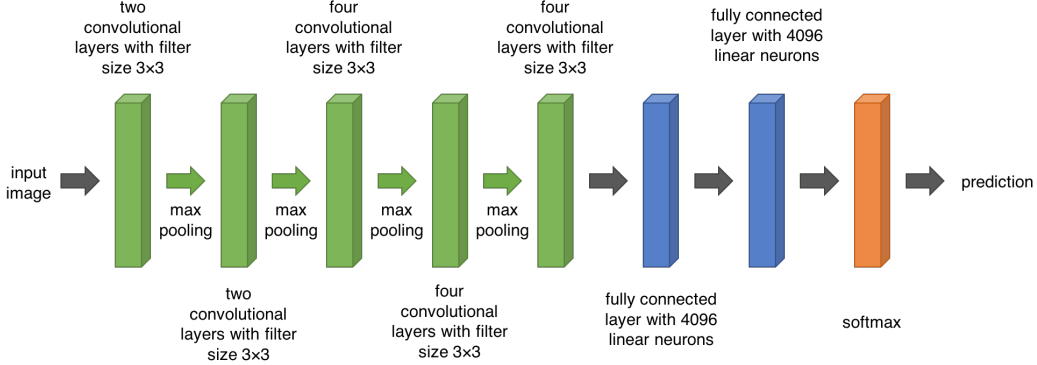 two
convolutional
layers with filter
size 3×3
four
convolutional
layers with filter
size 3×3
four
convolutional
layers with filter
size 3×3
fully connected
layer with 4096
linear neurons
input
image
max
pooling
max
pooling
max
pooling
max
pooling
prediction
two
convolutional
layers with filter
size 3×3
four
convolutional
layers with filter
size 3×3
fully connected
layer with 4096
linear neurons
softmax